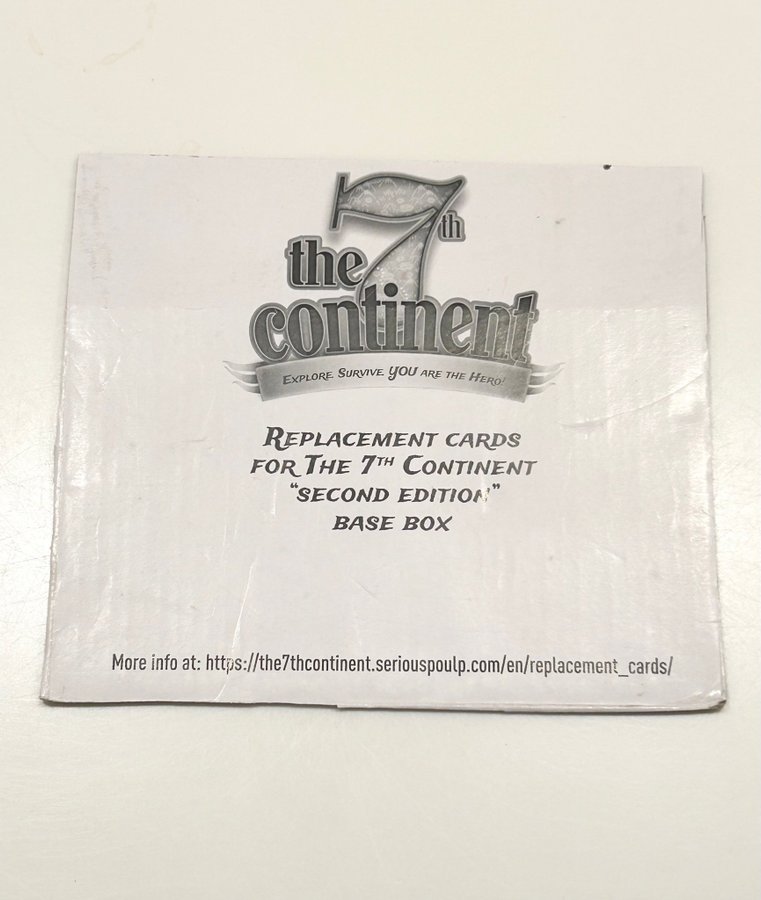 the 7th
continent
EXPLORE. SURVIVE. YOU ARE THE HERO!
REPLACEMENT CARDS
FOR THE 7TH CONTINENT
“SECOND EDITION”
BASE BOX
More info at: https://the7thcontinent.seriouspoulp.com/en/replacement_cards/